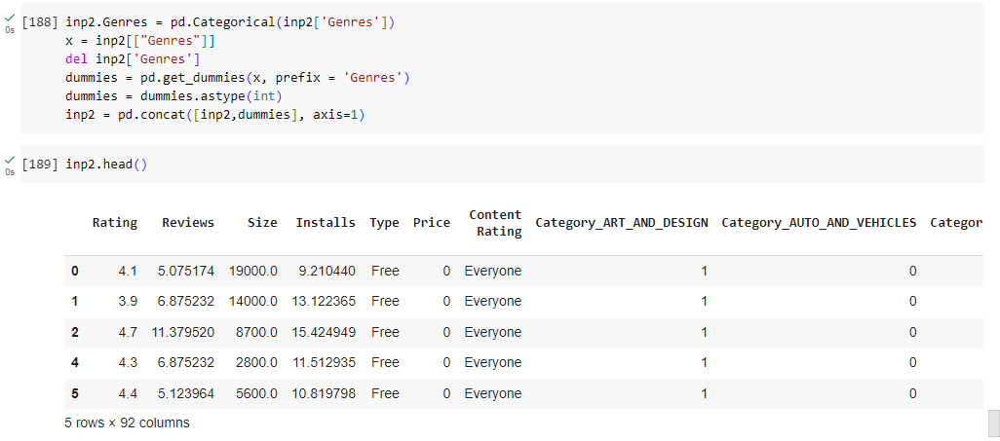 [188] inp2.Genres = pd.Categorical(inp2['Genres'])
x = inp2[["Genres"]]
del inp2['Genres']
dummies = pd.get_dummies(x, prefix = 'Genres')
dummies = dummies.astype(int)
inp2 = pd.concat([inp2,dummies], axis=1)
0s
[189] inp2.head()
0s
Rating Reviews Size Installs Type Price Content Rating Category_ART_AND_DESIGN Category_AUTO_AND_VEHICLES Categor
0 4.1 5.075174 19000.0 9.210440 Free 0 Everyone 1 0
1 3.9 6.875232 14000.0 13.122365 Free 0 Everyone 1 0
2 4.7 11.379520 8700.0 15.424949 Free 0 Everyone 1 0
4 4.3 6.875232 2800.0 11.512935 Free 0 Everyone 1 0
5 4.4 5.123964 5600.0 10.819798 Free 0 Everyone 1 0
5 rows × 92 columns